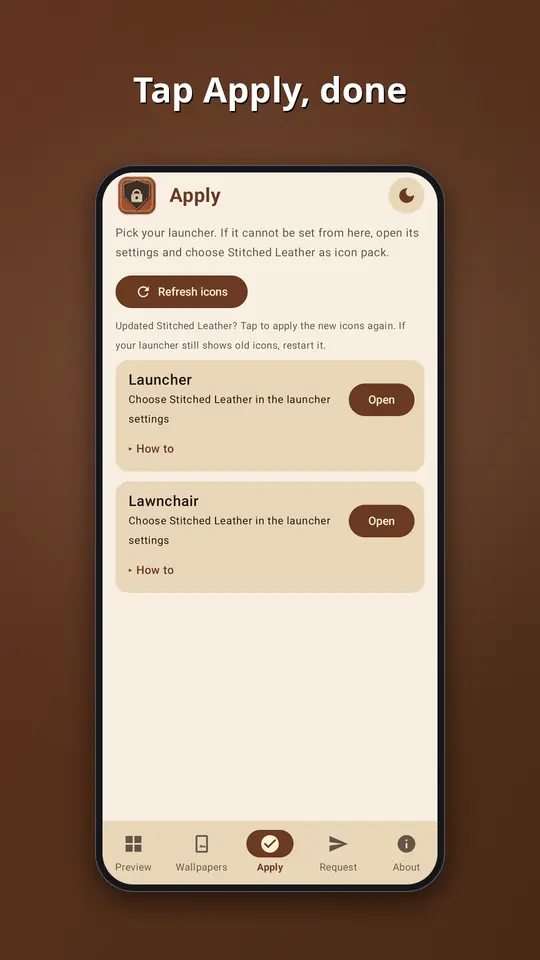 Tap Apply, done
Apply
Pick your launcher. If it cannot be set from here, open its
settings and choose Stitched Leather as icon pack.
Refresh icons
Updated Stitched Leather? Tap to apply the new icons again. If
your launcher still shows old icons, restart it.
Launcher
Choose Stitched Leather in the launcher
settings
Open
‣ How to
Lawnchair
Choose Stitched Leather in the launcher
settings
Open
‣ How to
Preview
Wallpapers
Apply
Request
About